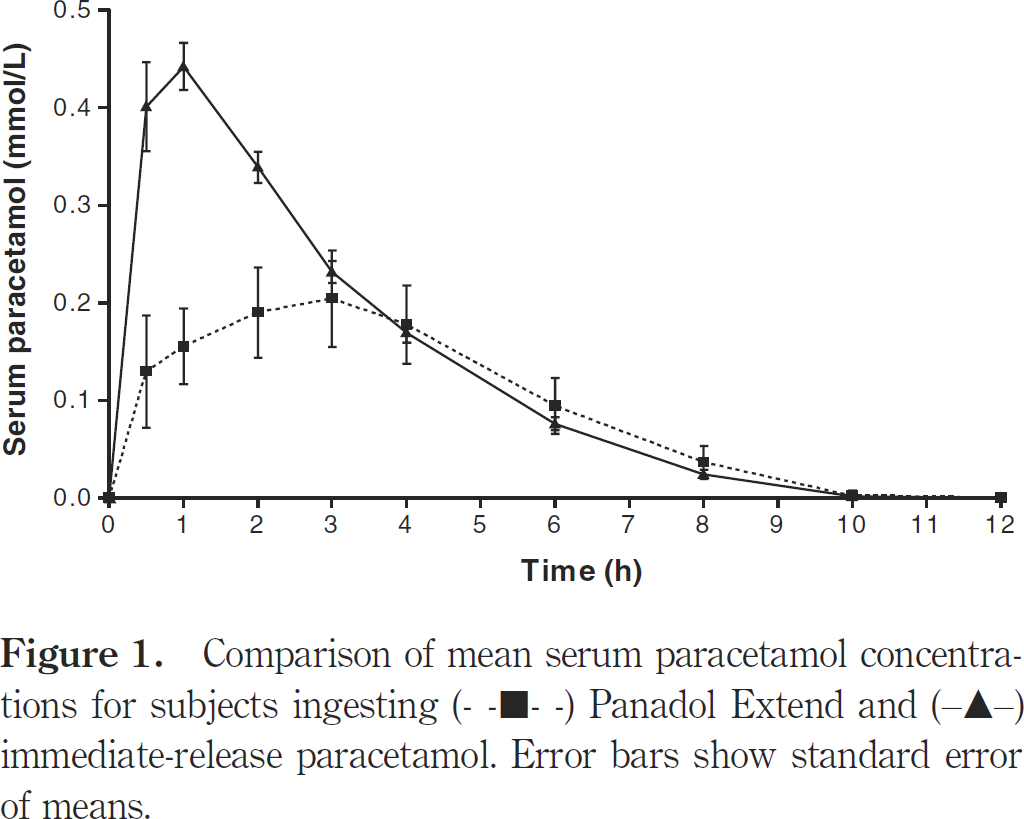 0.5
0.4
0.3
0.2
0.1
0.0
Serum paracetamol (mmol/L)
0 1 2 3 4 5 6 7 8 9 10 11 12
Time (h)
Figure 1. Comparison of mean serum paracetamol concentra-
tions for subjects ingesting (- -■- -) Panadol Extend and (–▲–)
immediate-release paracetamol. Error bars show standard error
of means.